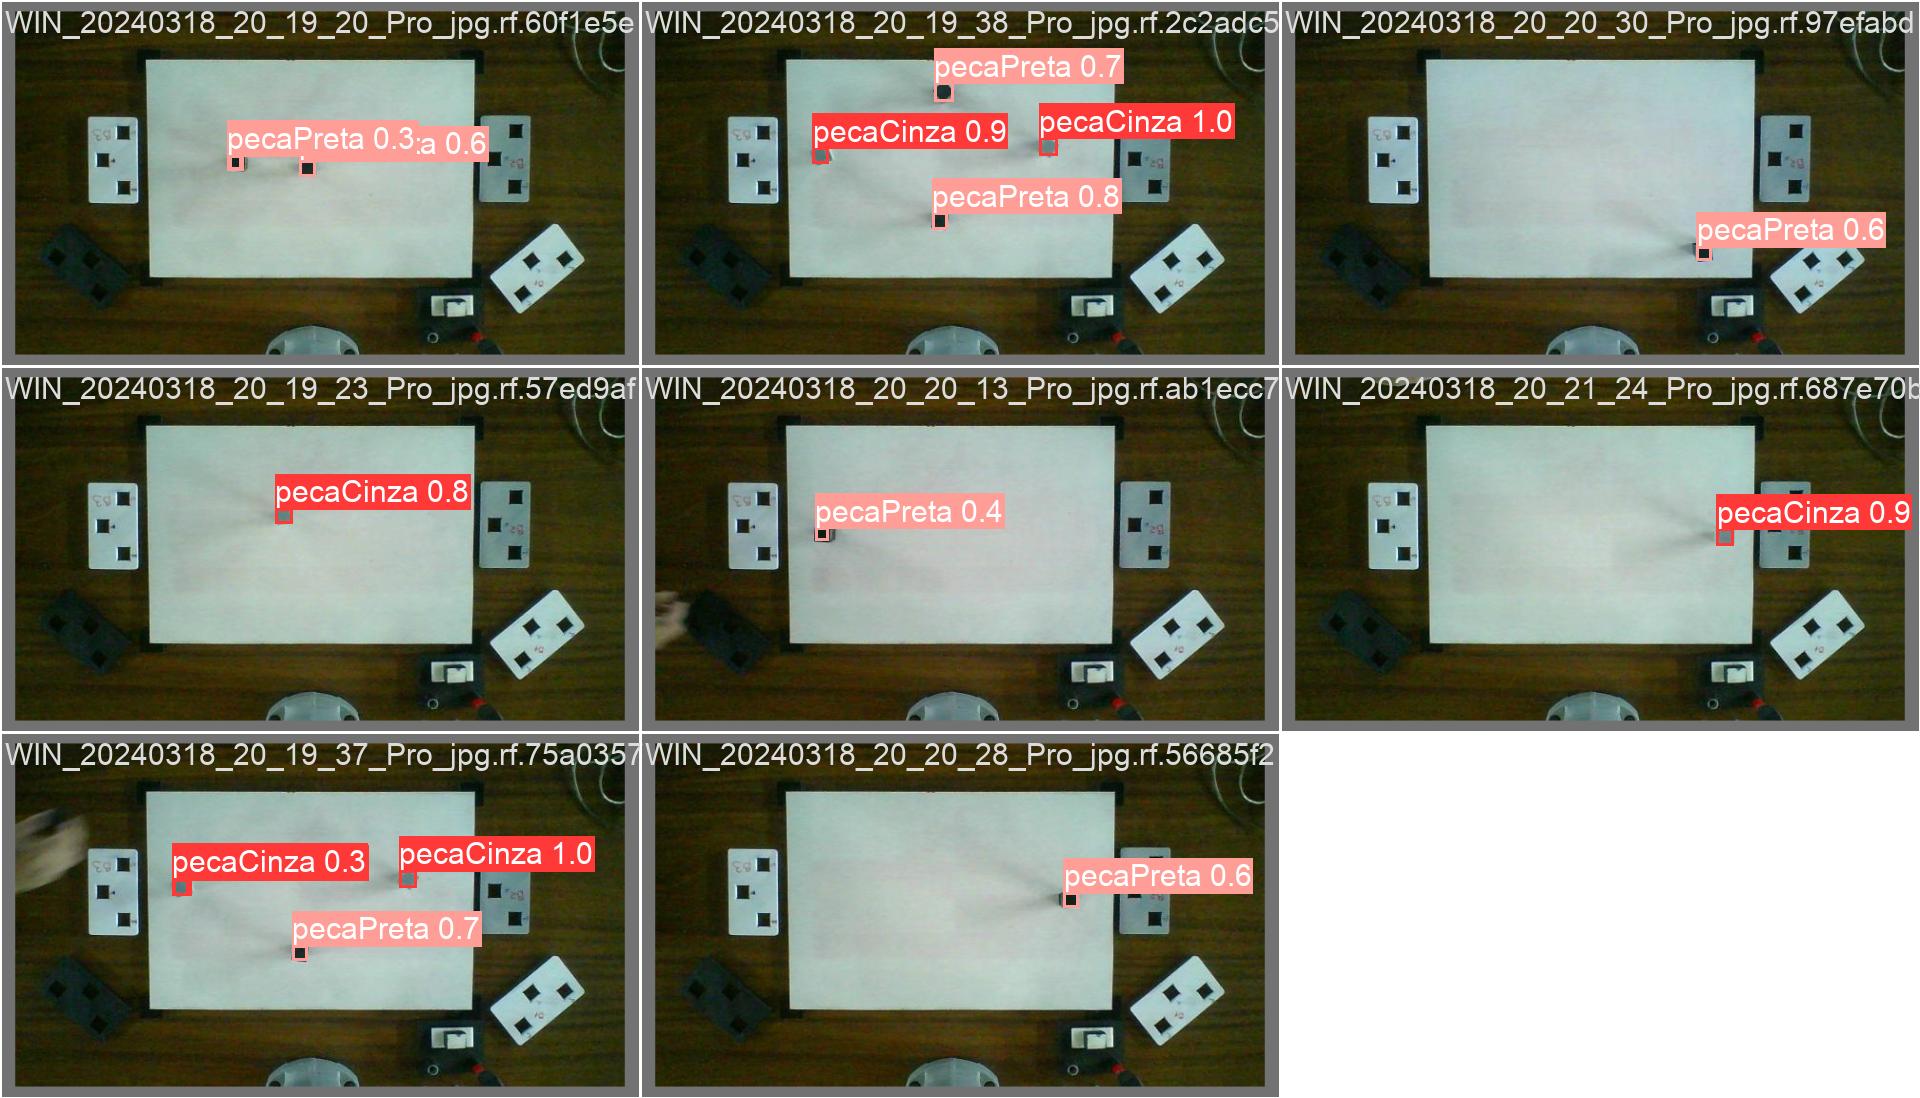 WIN_20240318_20_19_20_Pro_jpg.rf.60f1e5e
pecaPreta 0.3
a 0.6
WIN_20240318_20_19_38_Pro_jpg.rf.2c2adc5
pecaPreta 0.7
pecaCinza 0.9
pecaCinza 1.0
pecaPreta 0.8
WIN_20240318_20_20_30_Pro_jpg.rf.97efabd
pecaPreta 0.6
WIN_20240318_20_19_23_Pro_jpg.rf.57ed9af
pecaCinza 0.8
WIN_20240318_20_20_13_Pro_jpg.rf.ab1ecc7
pecaPreta 0.4
WIN_20240318_20_21_24_Pro_jpg.rf.687e70b
pecaCinza 0.9
WIN_20240318_20_19_37_Pro_jpg.rf.75a0357
pecaCinza 0.3
pecaCinza 1.0
pecaPreta 0.7
WIN_20240318_20_20_28_Pro_jpg.rf.56685f2
pecaPreta 0.6